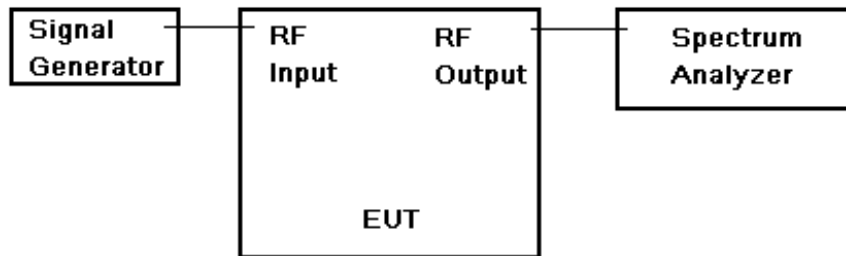 Signal
Generator
RF
Input
RF
Output
EUT
Spectrum
Analyzer